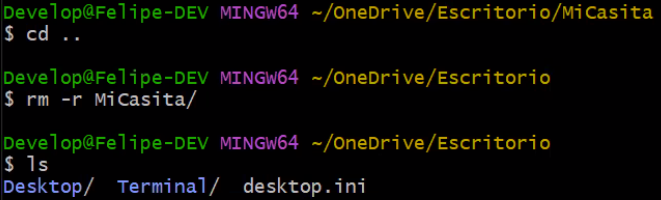 Develop@Felipe-DEV MINGW64 ~/OneDrive/Escritorio/MiCasita
$ cd ..
Develop@Felipe-DEV MINGW64 ~/OneDrive/Escritorio
$ rm -r MiCasita/
Develop@Felipe-DEV MINGW64 ~/OneDrive/Escritorio
$ ls
Desktop/  Terminal/  desktop.ini